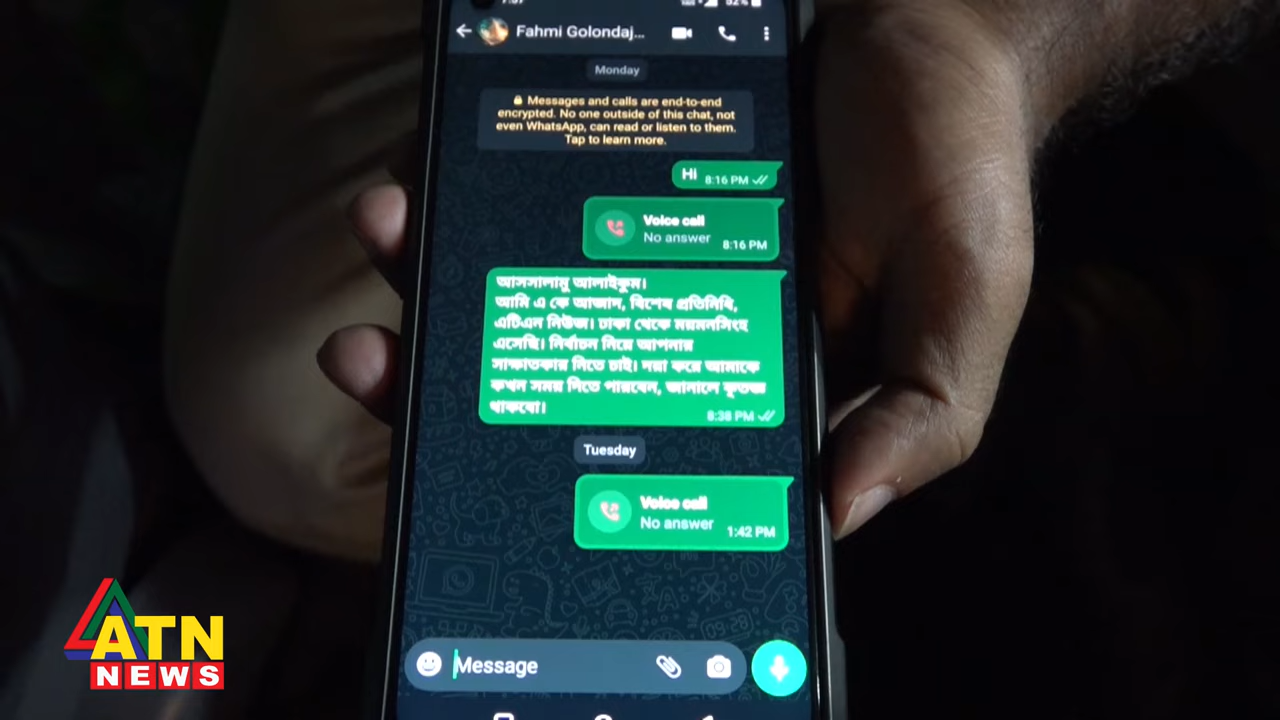 52%
Fahmi Golondaj...
Monday
Messages and calls are end-to-end
encrypted. No one outside of this chat, not
even WhatsApp, can read or listen to them.
Tap to learn more.
Hi 8:16 PM
Voice call
No answer 8:16 PM
আসসালামু আলাইকুম।
আমি এ কে আজাদ, বিশেষ প্রতিনিধি,
এটিএন নিউজ। ঢাকা থেকে ময়মনসিংহ
এসেছি। নির্বাচন নিয়ে আপনার
সাক্ষাতকার নিতে চাই। দয়া করে আমাকে
কখন সময় দিতে পারবেন, জানালে কৃতজ্ঞ
থাকবো।
8:38 PM
Tuesday
Voice call
No answer 1:42 PM
Message
ATN
NEWS